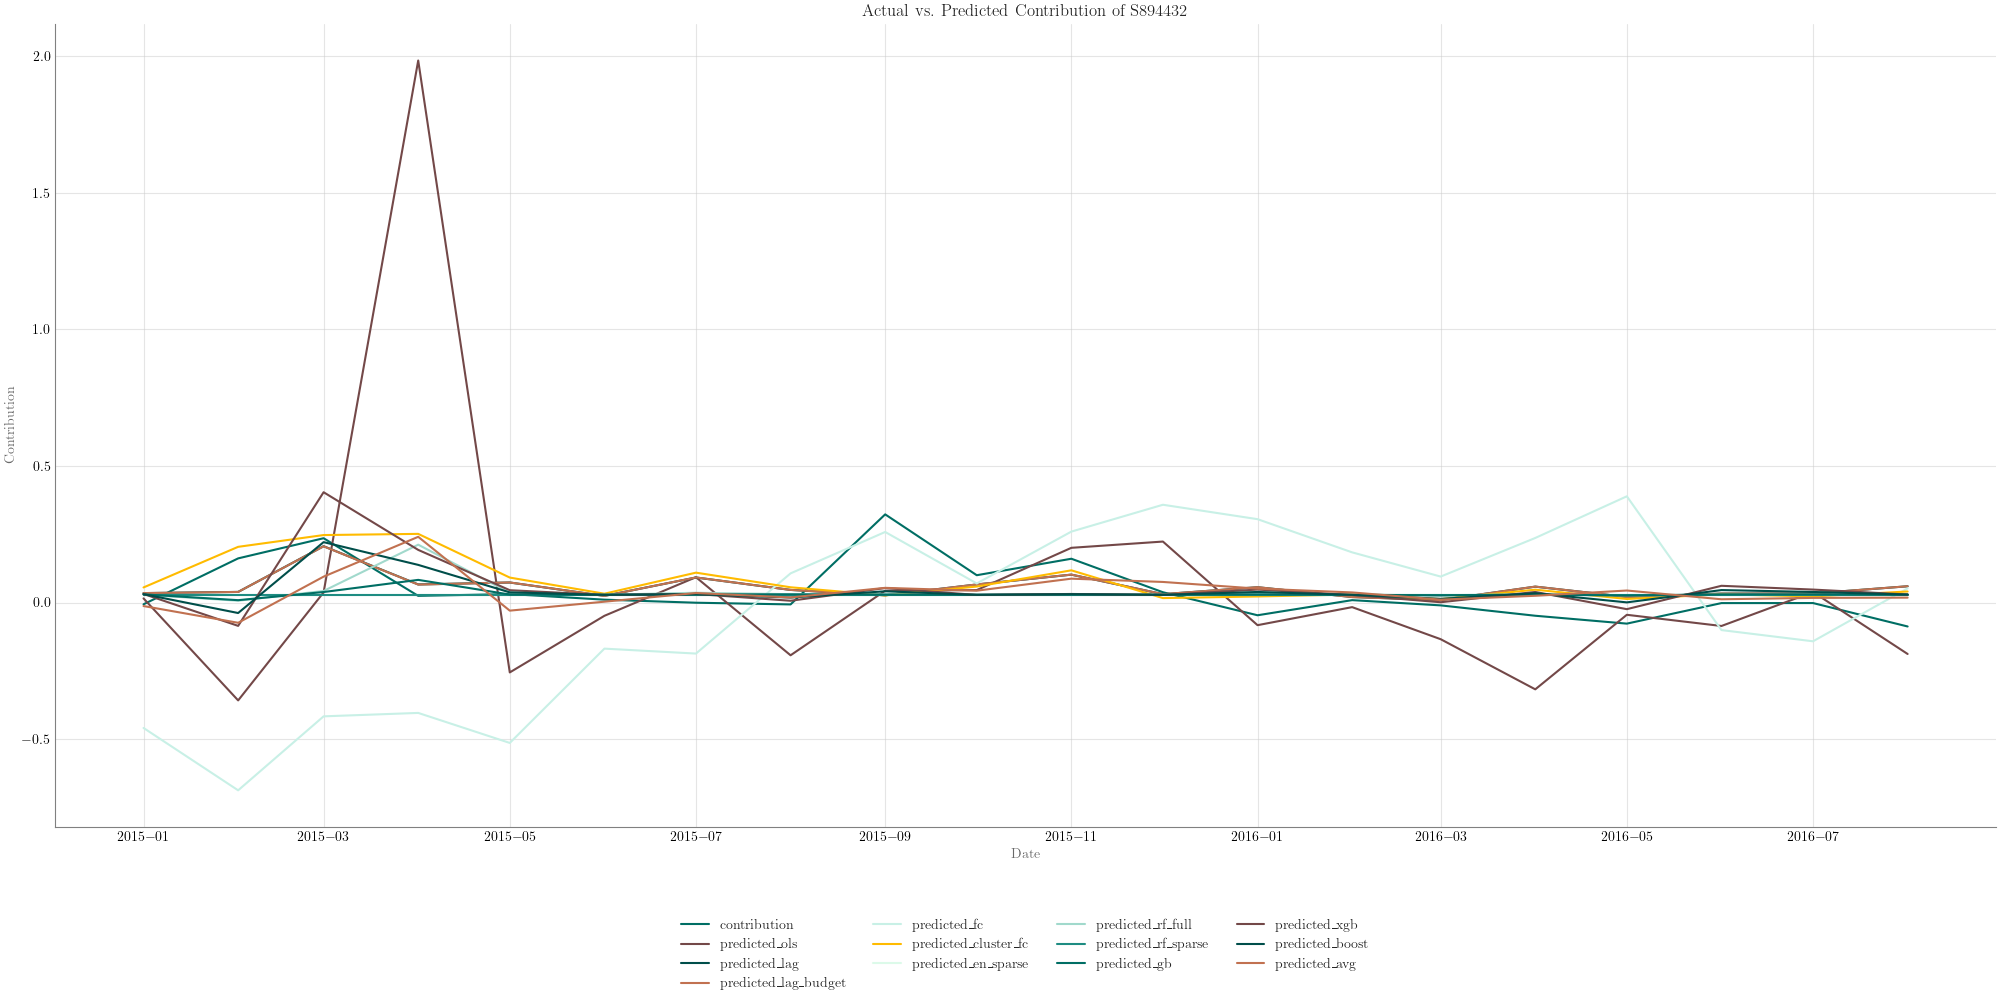 Actual vs. Predicted Contribution of S894432
2.0
1.5
1.0
0.5
0.0
−0.5
Contribution
2015−01 2015−03 2015−05 2015−07 2015−09 2015−11 2016−01 2016−03 2016−05 2016−07
Date
contribution predicted_fc predicted_rf_full predicted_xgb
predicted_ols predicted_cluster_fc predicted_rf_sparse predicted_boost
predicted_lag predicted_en_sparse predicted_gb predicted_avg
predicted_lag_budget